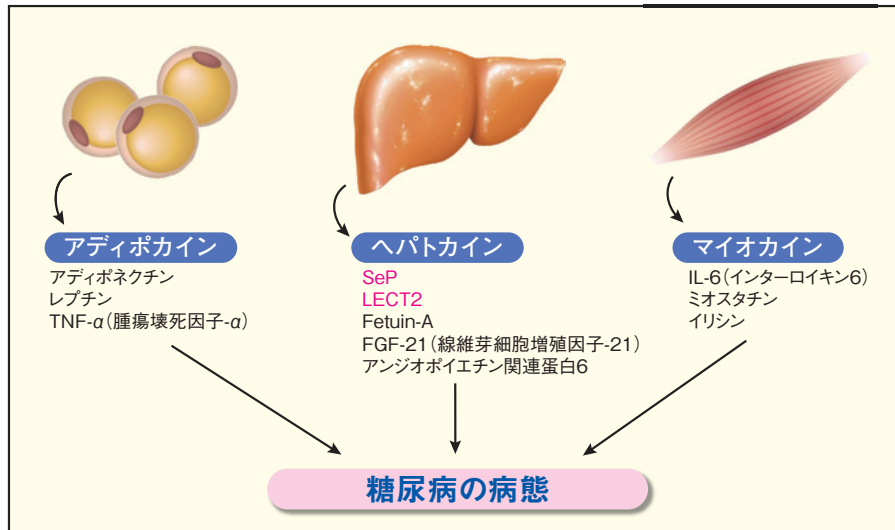 アディポカイン
アディポネクチン
レプチン
TNF-α(腫瘍壊死因子-α)
ヘパトカイン
SeP
LECT2
Fetuin-A
FGF-21(線維芽細胞増殖因子-21)
アンジオポイエチン関連蛋白6
マイオカイン
IL-6(インターロイキン6)
ミオスタチン
イリシン
糖尿病の病態